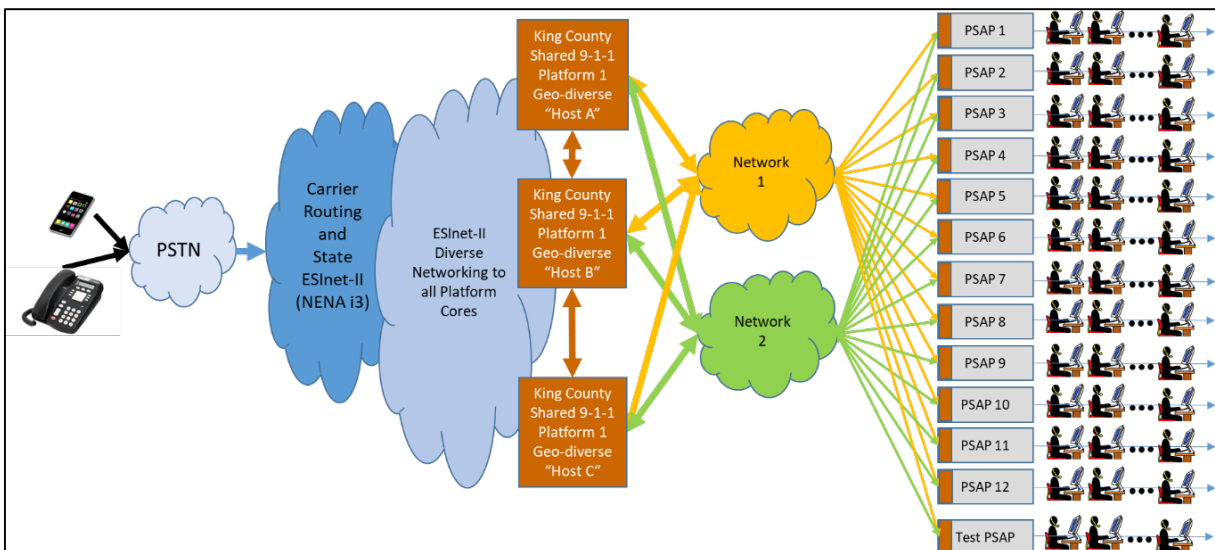 PSTN
Carrier
Routing
and
State
ESInet-II
(NENA i3)
ESInet-II
Diverse
Networking to
all Platform
Cores
King County
Shared 9-1-1
Platform 1
Geo-diverse
“Host A”
King County
Shared 9-1-1
Platform 1
Geo-diverse
“Host B”
King County
Shared 9-1-1
Platform 1
Geo-diverse
“Host C”
Network
1
Network
2
PSAP 1
PSAP 2
PSAP 3
PSAP 4
PSAP 5
PSAP 6
PSAP 7
PSAP 8
PSAP 9
PSAP 10
PSAP 11
PSAP 12
Test PSAP